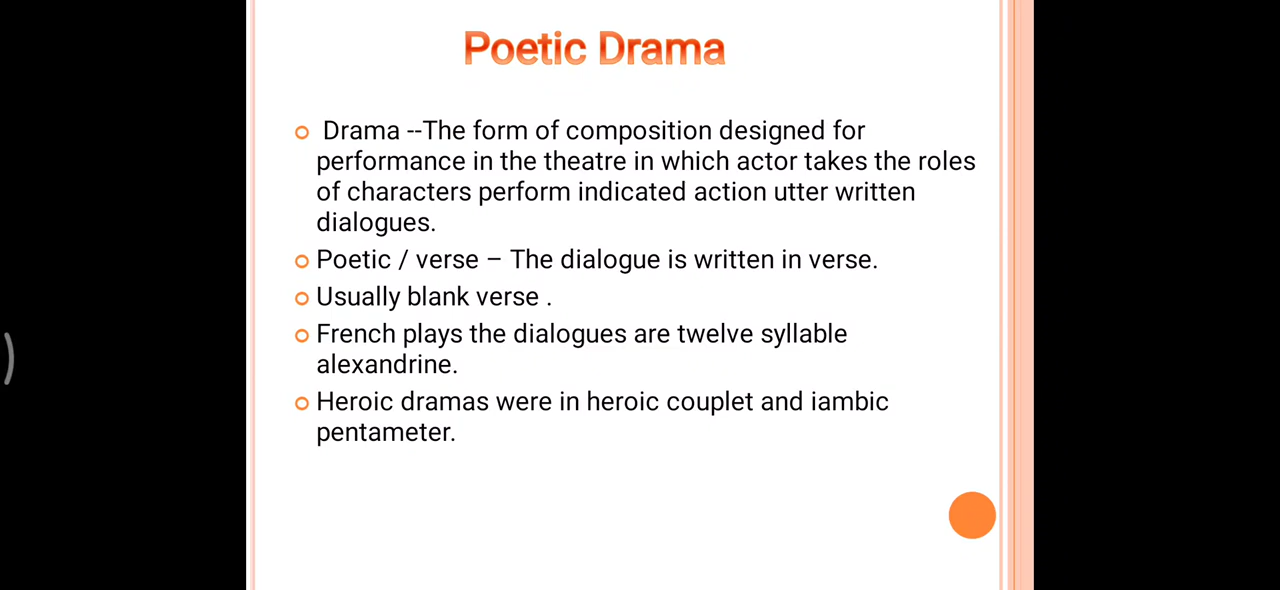 Poetic Drama
Drama --The form of composition designed for
performance in the theatre in which actor takes the roles
of characters perform indicated action utter written
dialogues.
Poetic / verse – The dialogue is written in verse.
Usually blank verse .
French plays the dialogues are twelve syllable
alexandrine.
Heroic dramas were in heroic couplet and iambic
pentameter.